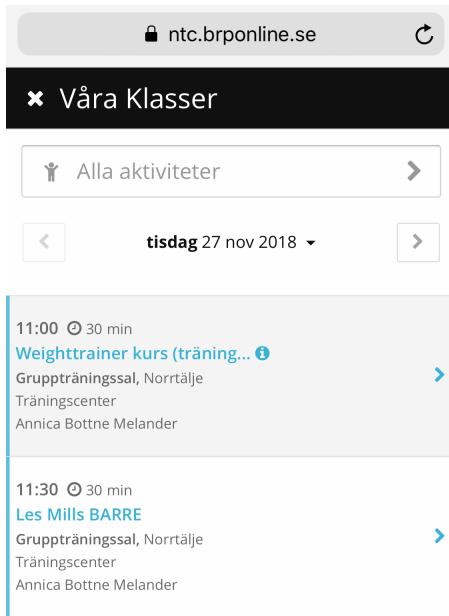 ntc.brponline.se
Våra Klasser
Alla aktiviteter
tisdag 27 nov 2018
11:00 30 min
Weighttrainer kurs (träning...
Gruppträningssal, Norrtälje
Träningscenter
Annica Bottne Melander
11:30 30 min
Les Mills BARRE
Gruppträningssal, Norrtälje
Träningscenter
Annica Bottne Melander